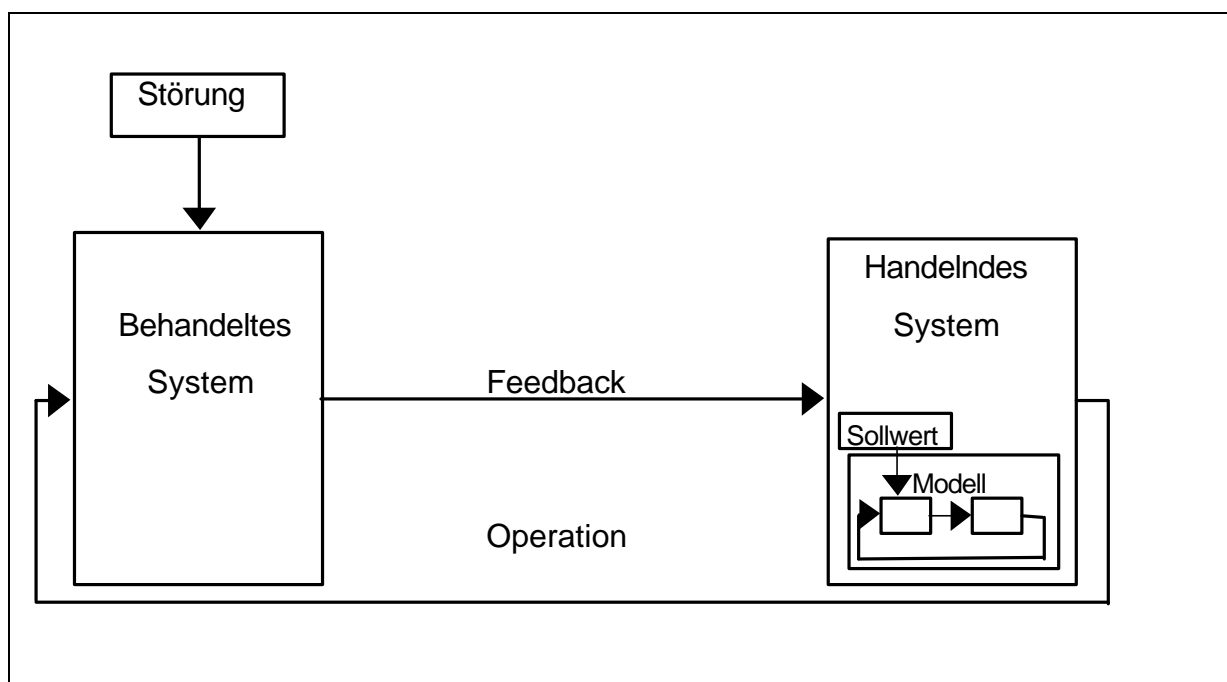 Störung
Behandeltes
System
Feedback
Operation
Handelndes
System
Sollwert
Modell